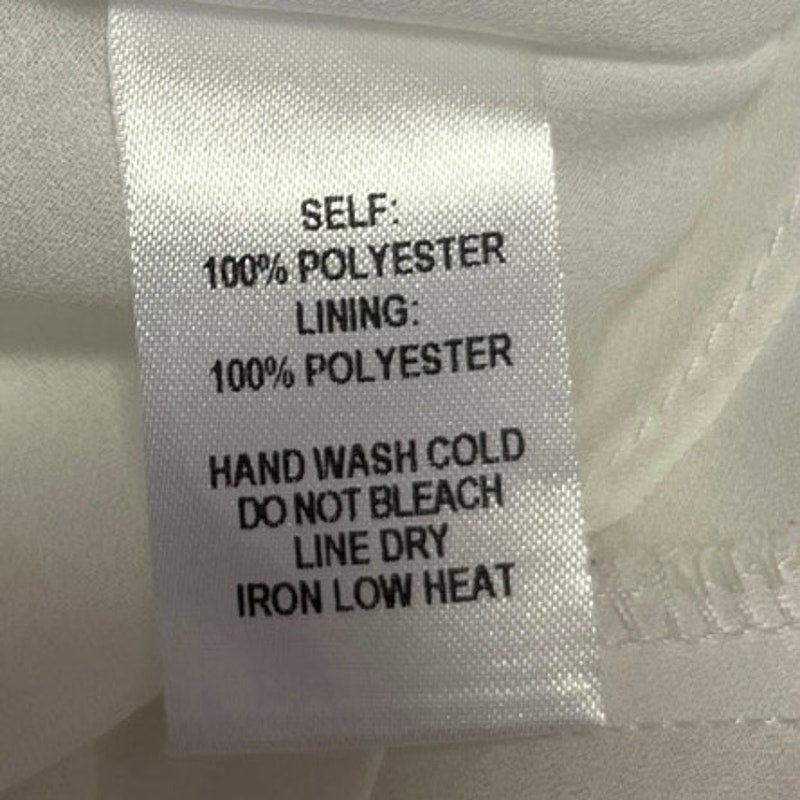 SELF:
100% POLYESTER
LINING:
100% POLYESTER
HAND WASH COLD
DO NOT BLEACH
LINE DRY
IRON LOW HEAT